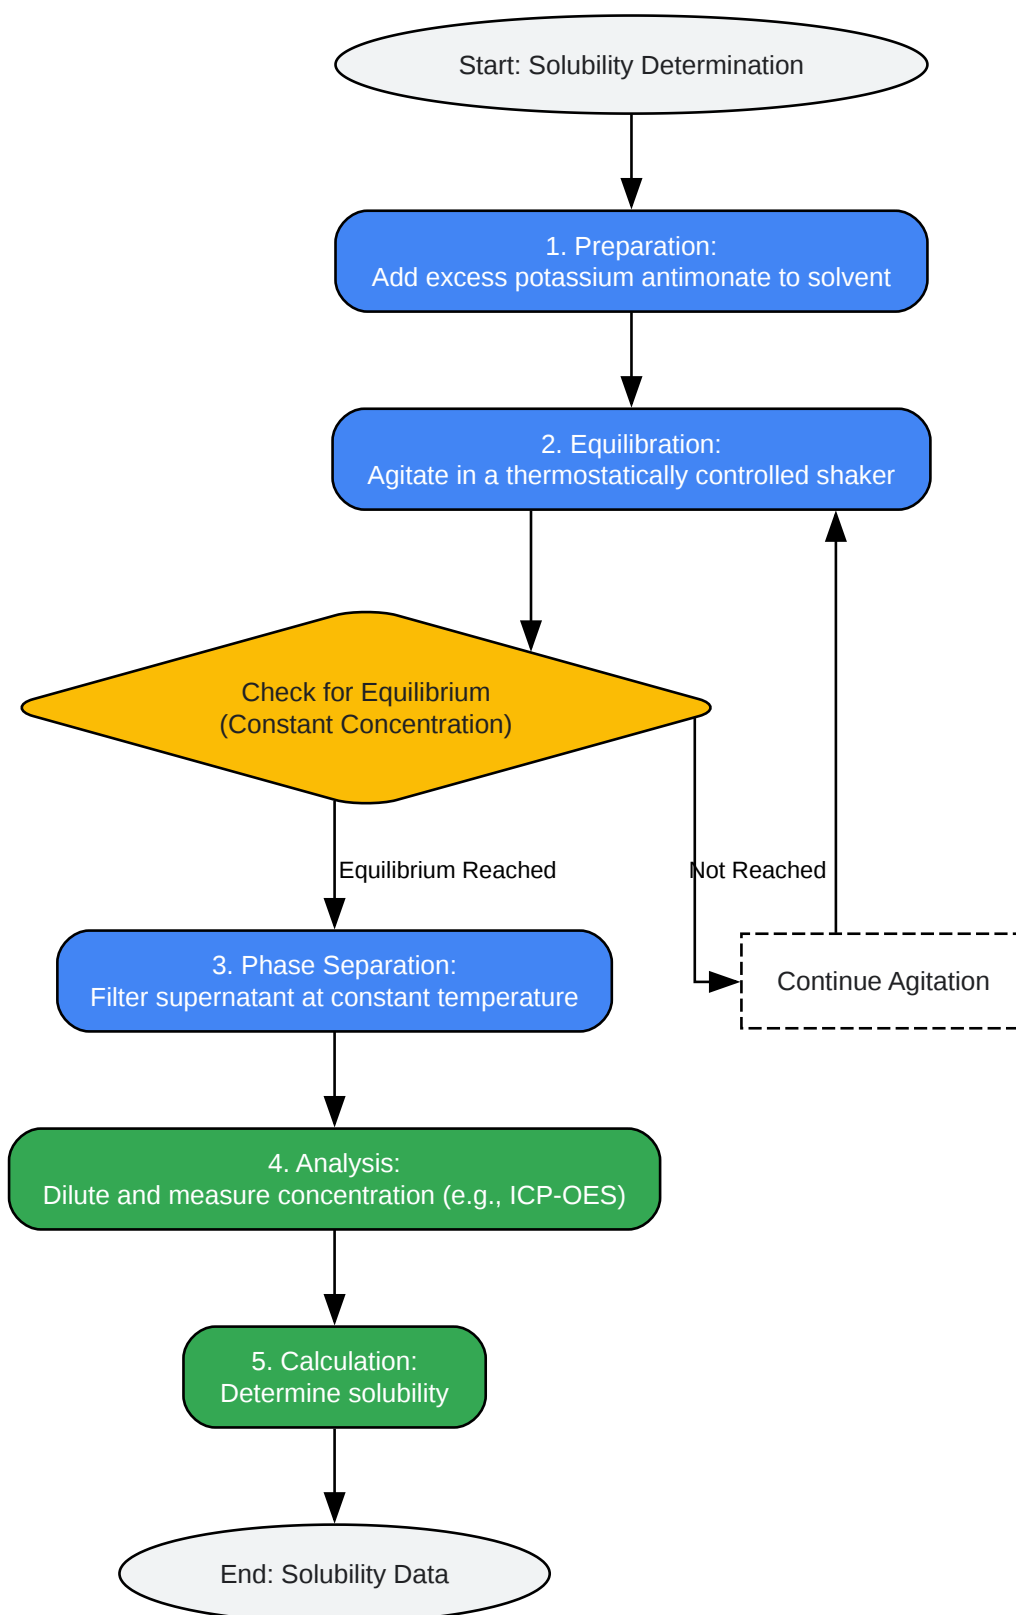 Start: Solubility Determination
1. Preparation:
Add excess potassium antimonate to solvent
2. Equilibration:
Agitate in a thermostatically controlled shaker
Check for Equilibrium
(Constant Concentration)
Equilibrium Reached
Not Reached
3. Phase Separation:
Filter supernatant at constant temperature
Continue Agitation
4. Analysis:
Dilute and measure concentration (e.g., ICP-OES)
5. Calculation:
Determine solubility
End: Solubility Data